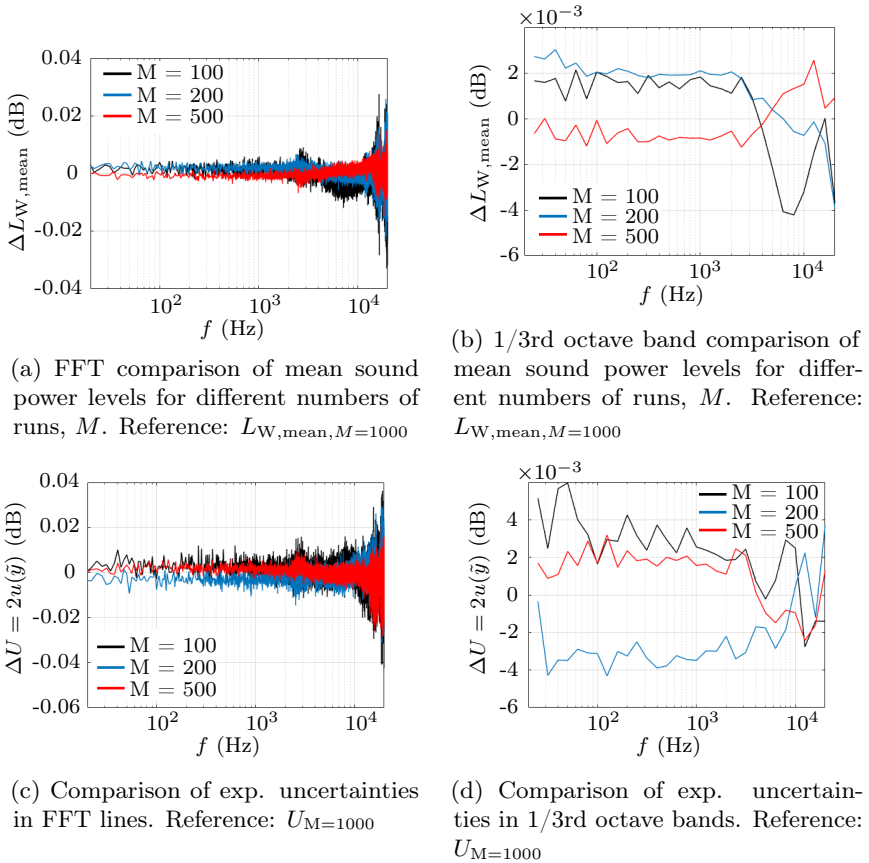 0.04
0.02
0
-0.02
-0.04
ΔL_W,mean (dB)
M = 100
M = 200
M = 500
10^2
10^3
10^4
f (Hz)
(a) FFT comparison of mean sound
power levels for different numbers of
runs, M. Reference: L_W,mean,M=1000
×10^−3
2
0
-2
-4
-6
ΔL_W,mean (dB)
M = 100
M = 200
M = 500
10^2
10^3
10^4
f (Hz)
(b) 1/3rd octave band comparison of
mean sound power levels for differ-
ent numbers of runs, M. Reference:
L_W,mean,M=1000
0.04
0.02
0
-0.02
-0.04
-0.06
ΔU = 2u(ỹ) (dB)
M = 100
M = 200
M = 500
10^2
10^3
10^4
f (Hz)
(c) Comparison of exp. uncertainties
in FFT lines. Reference: U_M=1000
×10^−3
4
2
0
-2
-4
-6
ΔU = 2u(ỹ) (dB)
M = 100
M = 200
M = 500
10^2
10^3
10^4
f (Hz)
(d) Comparison of exp. uncertain-
ties in 1/3rd octave bands. Reference:
U_M=1000